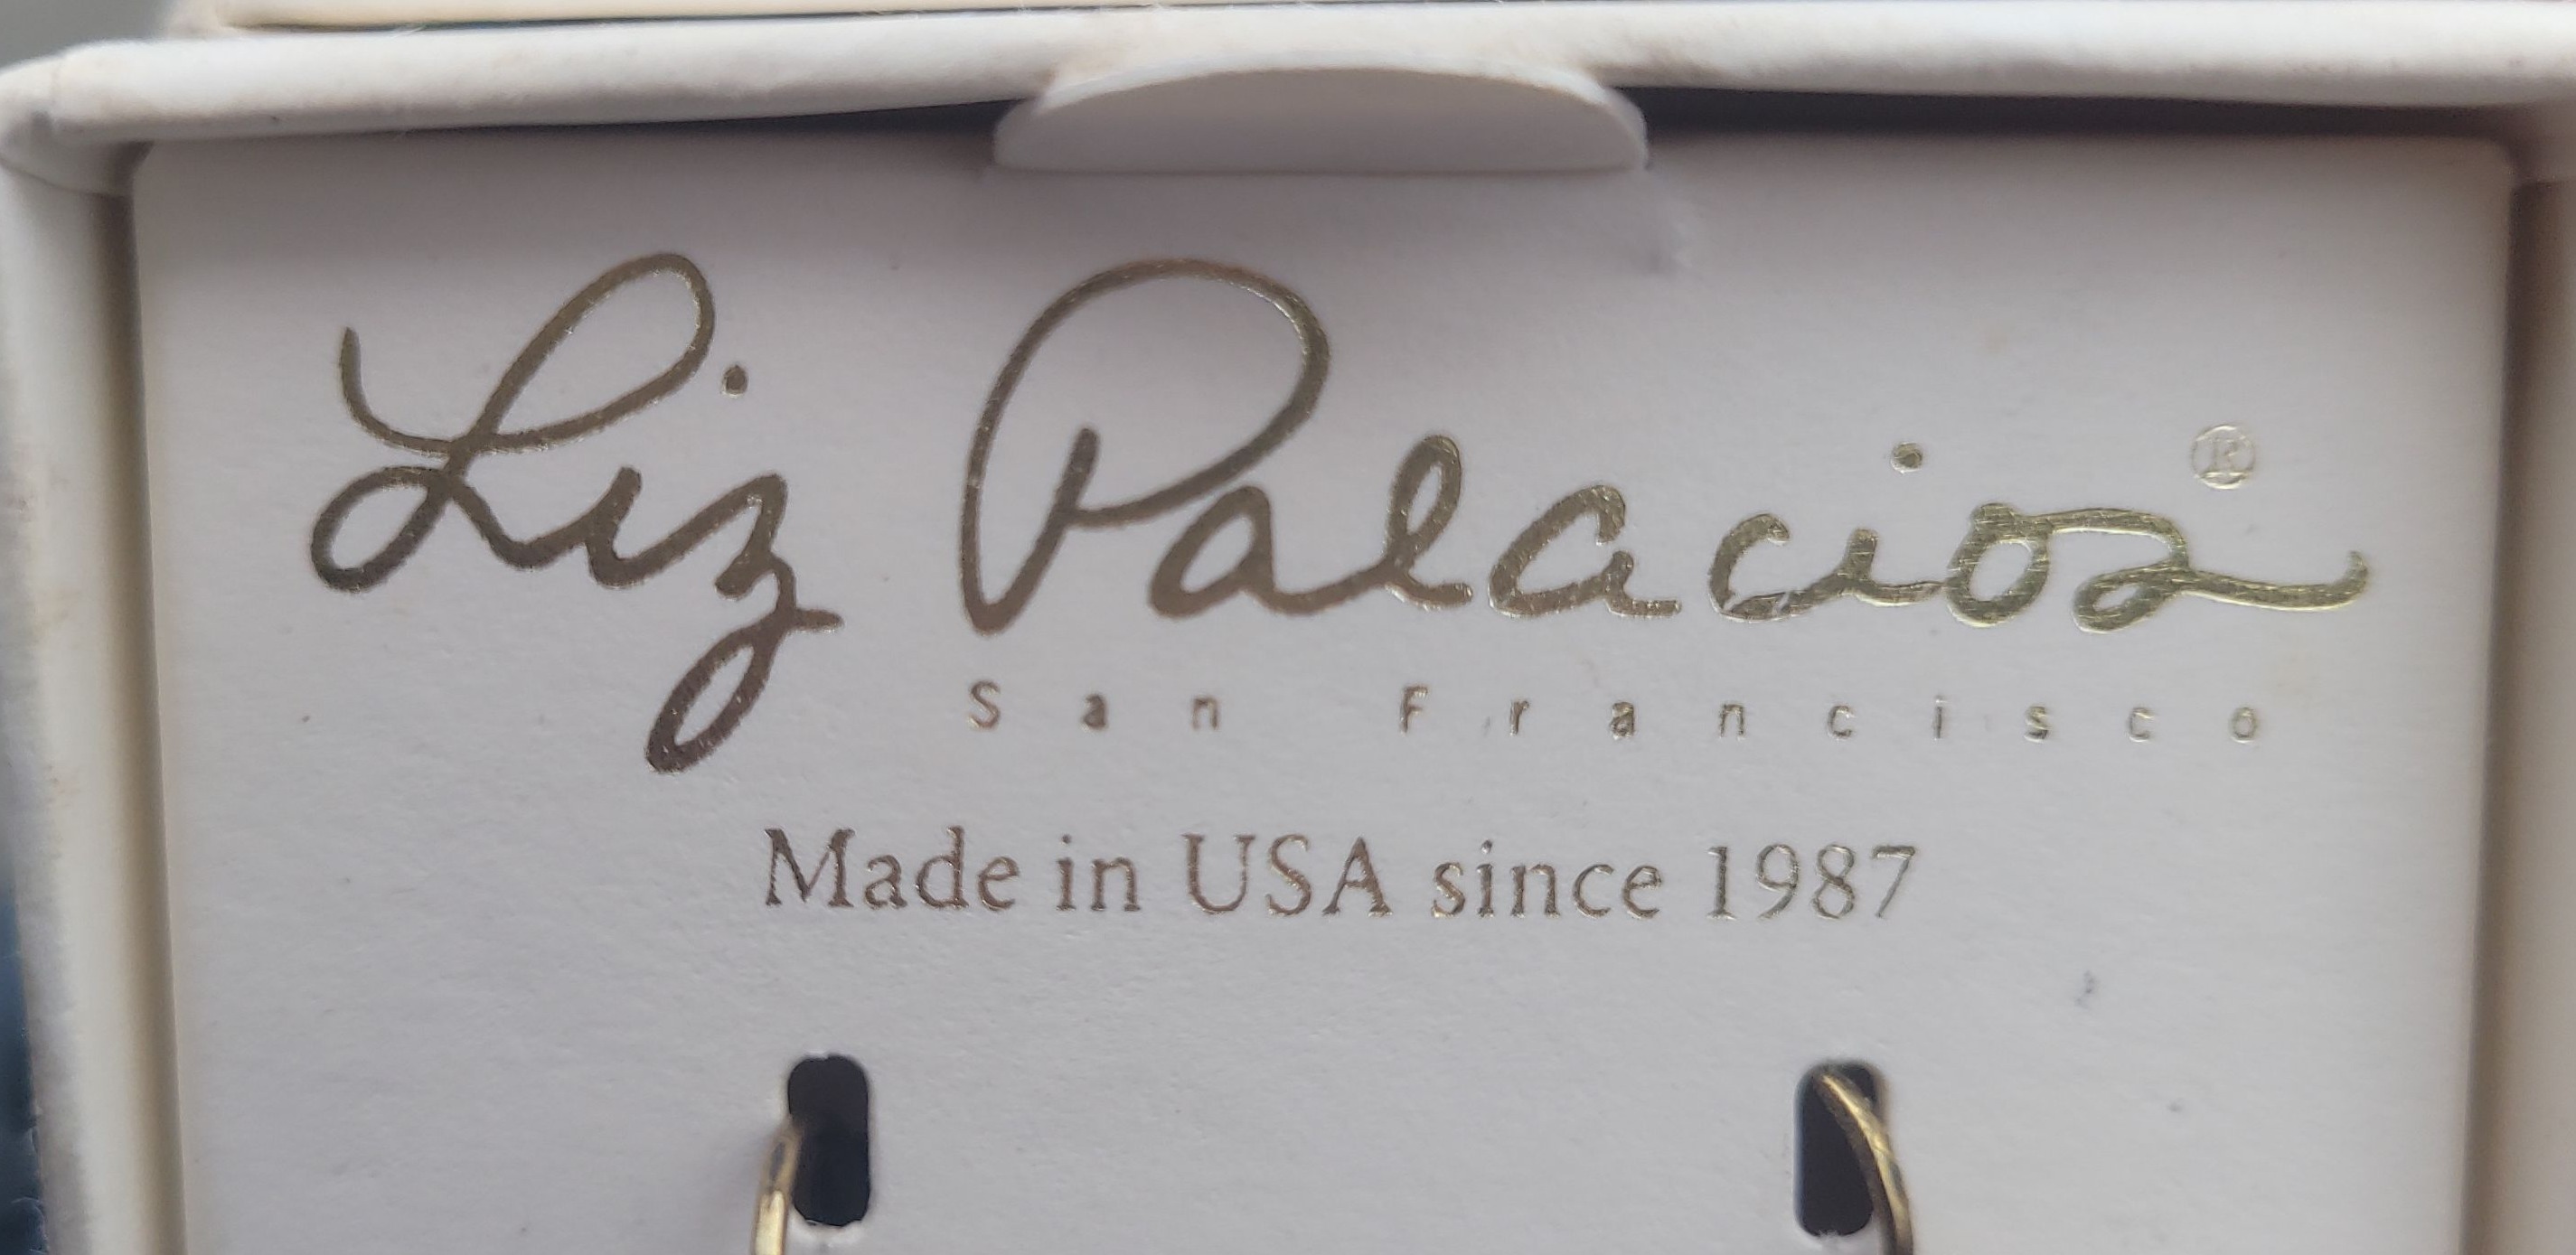 Liz Palacios®
San Francisco
Made in USA since 1987